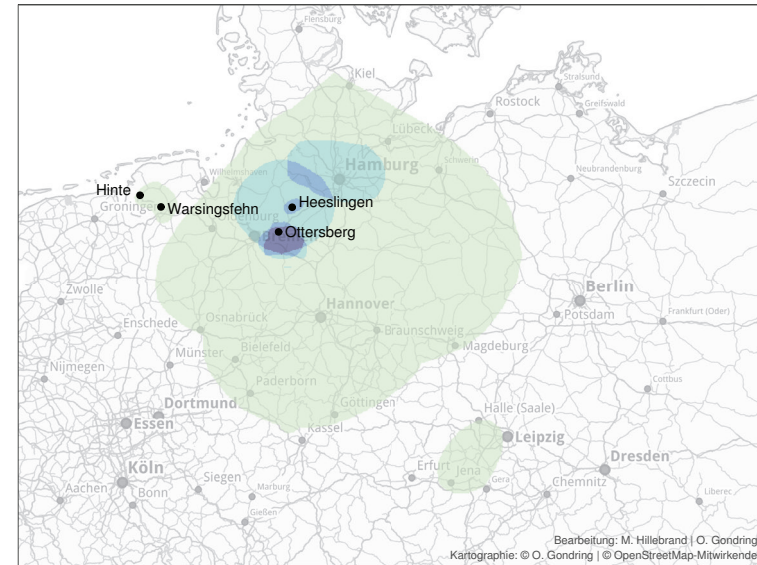 Flensburg
Kiel
Stralsund
Rostock
Greifswald
Lübeck
Hamburg
Schwerin
Wilhelmshaven
Neubrandenburg
Szczecin
Hinte
Groningen
Warsingsfehn
Heeslingen
Ottersberg
Berlin
Zwolle
Hannover
Potsdam
Frankfurt (Oder)
Osnabrück
Braunschweig
Enschede
Magdeburg
Münster
Bielefeld
Nijmegen
Paderborn
Cottbus
Dortmund
Göttingen
Halle (Saale)
Essen
Kassel
Leipzig
Köln
Erfurt
Jena
Dresden
Siegen
Gera
Chemnitz
Aachen
Bonn
Marburg
Liberec
Gießen
Bearbeitung: M. Hillebrand | O. Gondring
Kartographie: © O. Gondring | © OpenStreetMap-Mitwirkende